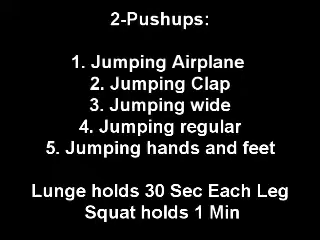 2-Pushups:
1. Jumping Airplane
2. Jumping Clap
3. Jumping wide
4. Jumping regular
5. Jumping hands and feet
Lunge holds 30 Sec Each Leg
Squat holds 1 Min